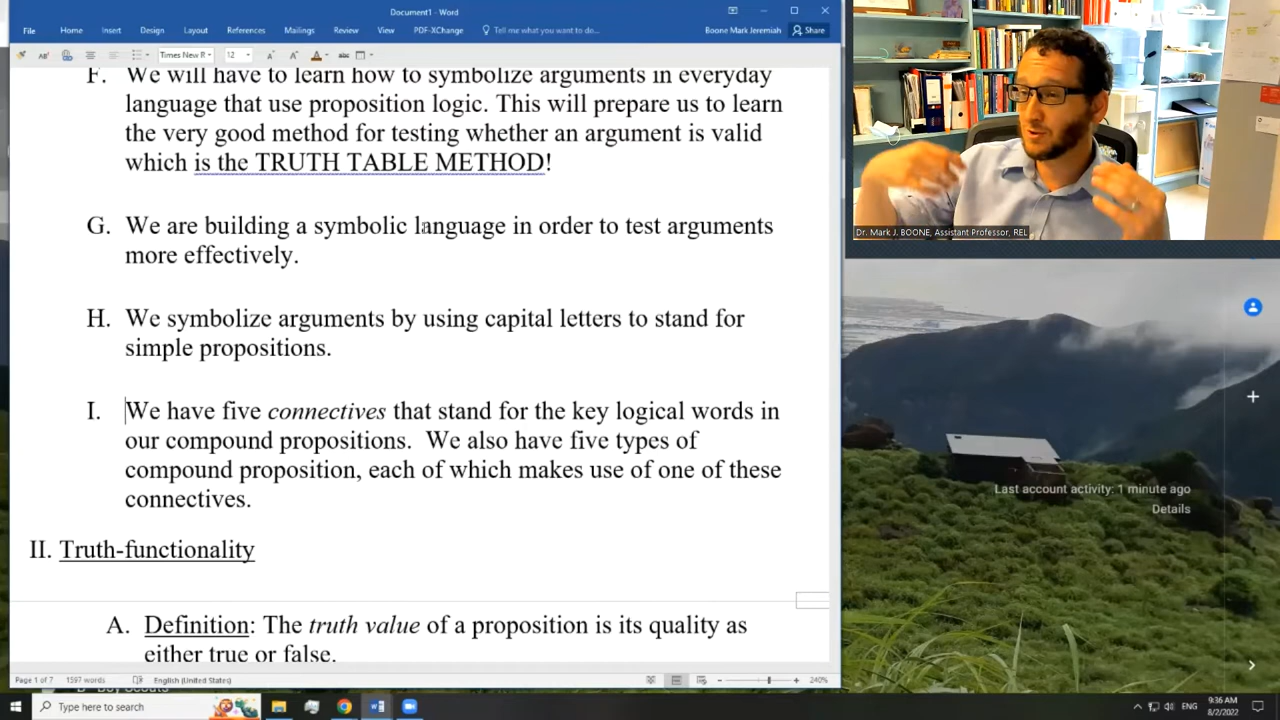 Document1 - Word
File Home Insert Design Layout References Mailings Review View PDF-XChange Tell me what you want to do... Boone Mark Jeremiah Share
Times New R 12
F. We will have to learn how to symbolize arguments in everyday
language that use proposition logic. This will prepare us to learn
the very good method for testing whether an argument is valid
which is the TRUTH TABLE METHOD!
G. We are building a symbolic language in order to test arguments
more effectively.
H. We symbolize arguments by using capital letters to stand for
simple propositions.
I. We have five connectives that stand for the key logical words in
our compound propositions. We also have five types of
compound proposition, each of which makes use of one of these
connectives.
II. Truth-functionality
A. Definition: The truth value of a proposition is its quality as
either true or false.
Page 1 of 7 1597 words English (United States) 240%
Dr. Mark J. BOONE, Assistant Professor, REL
Last account activity: 1 minute ago
Details
Type here to search
ENG
9:36 AM
8/2/2022